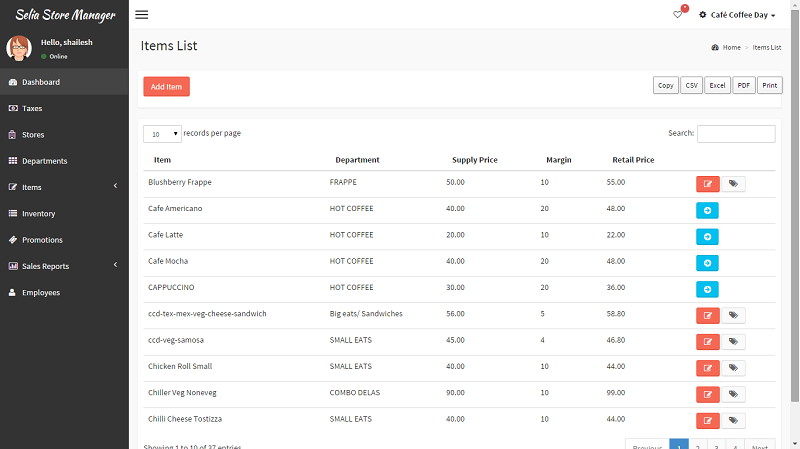 Selia Store Manager
Café Coffee Day
Hello, shailesh
Online
Items List
Home > Items List
Dashboard
Taxes
Stores
Departments
Items
Inventory
Promotions
Sales Reports
Employees
Add Item
Copy CSV Excel PDF Print
10 records per page
Search:
Item Department Supply Price Margin Retail Price
Blushberry Frappe FRAPPE 50.00 10 55.00
Cafe Americano HOT COFFEE 40.00 20 48.00
Cafe Latte HOT COFFEE 20.00 10 22.00
Cafe Mocha HOT COFFEE 40.00 20 48.00
CAPPUCCINO HOT COFFEE 30.00 20 36.00
ccd-tex-mex-veg-cheese-sandwich Big eats/ Sandwiches 56.00 5 58.80
ccd-veg-samosa SMALL EATS 45.00 4 46.80
Chicken Roll Small SMALL EATS 40.00 10 44.00
Chiller Veg Noneveg COMBO DELAS 90.00 10 99.00
Chilli Cheese Tostizza SMALL EATS 40.00 10 44.00
Showing 1 to 10 of 37 entries
Previous 1 2 3 4 Next